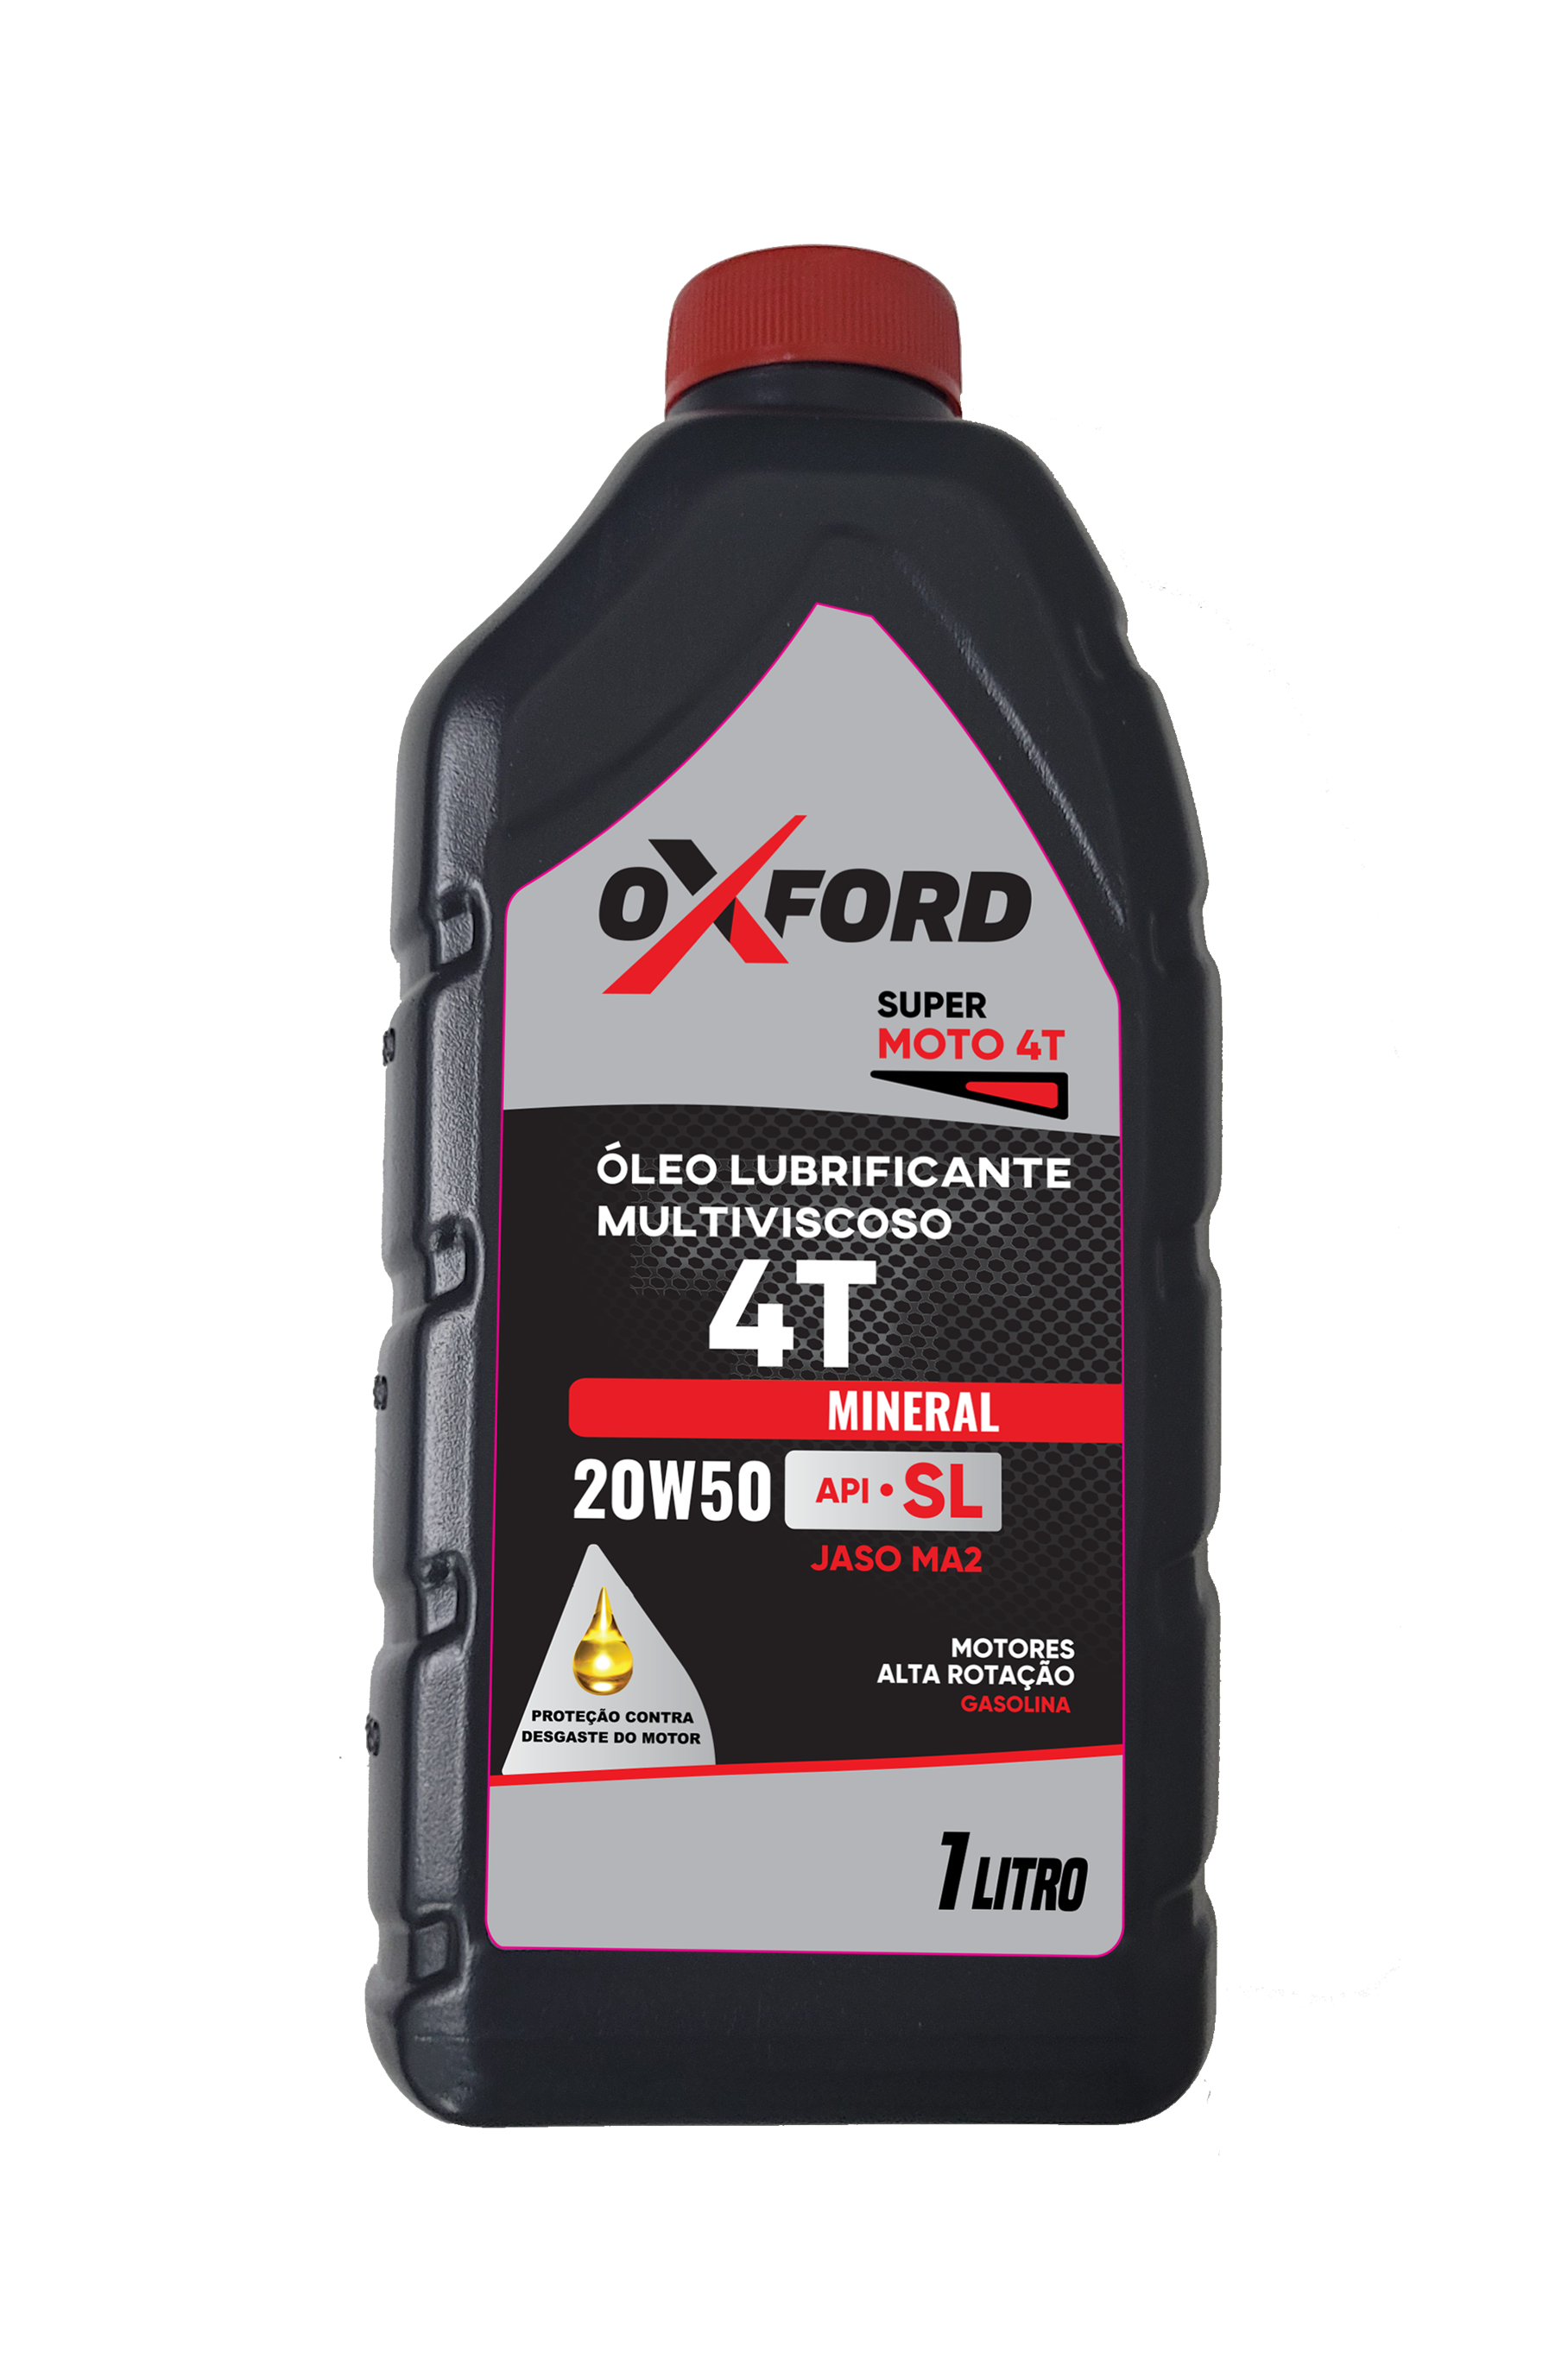 OXFORD
SUPER
MOTO 4T
ÓLEO LUBRIFICANTE
MULTIVISCOSO
4T
MINERAL
20W50 API • SL
JASO MA2
MOTORES
ALTA ROTAÇÃO
GASOLINA
PROTEÇÃO CONTRA
DESGASTE DO MOTOR
1 LITRO